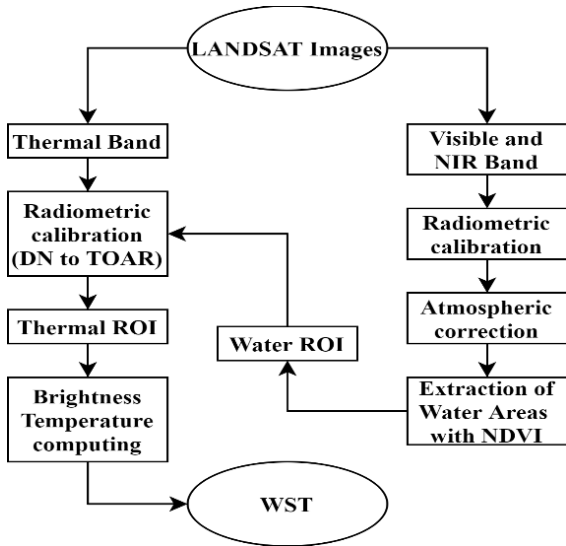 LANDSAT Images
Thermal Band
Radiometric
calibration
(DN to TOAR)
Thermal ROI
Brightness
Temperature
computing
Water ROI
Visible and
NIR Band
Radiometric
calibration
Atmospheric
correction
Extraction of
Water Areas
with NDVI
WST